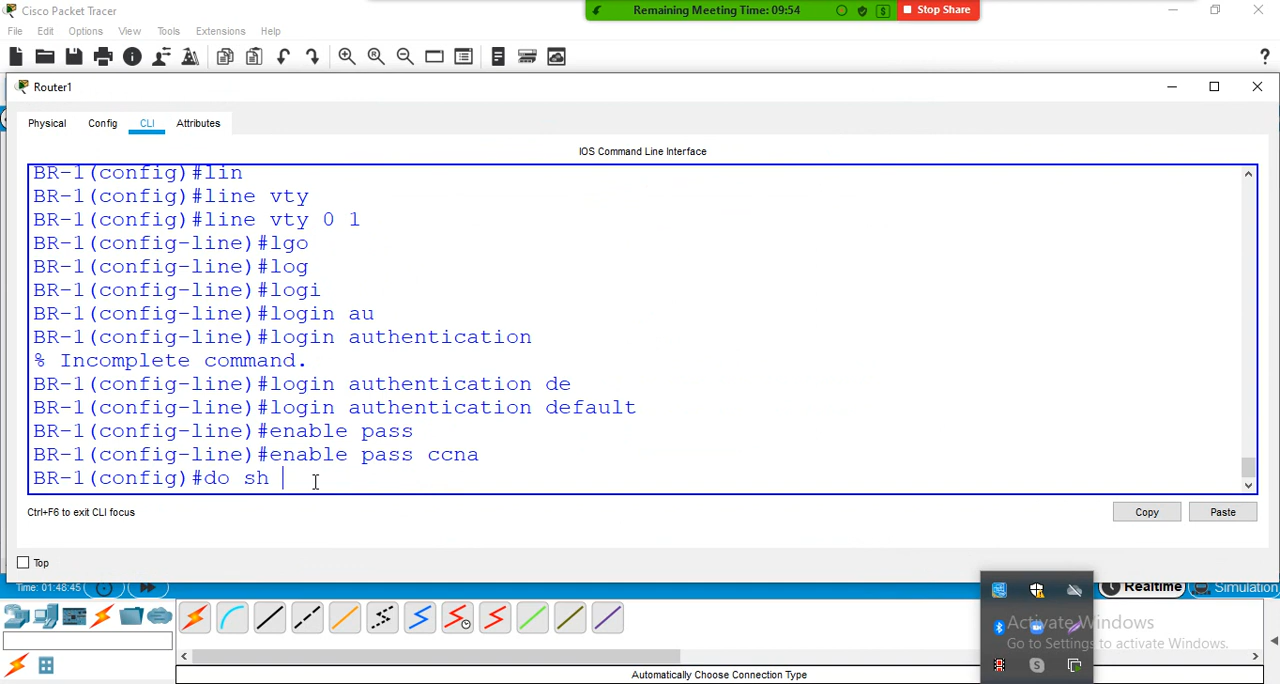 Cisco Packet Tracer
Remaining Meeting Time: 09:54
Stop Share
File Edit Options View Tools Extensions Help
Router1
Physical Config CLI Attributes
IOS Command Line Interface
BR-1(config)#lin
BR-1(config)#line vty
BR-1(config)#line vty 0 1
BR-1(config-line)#lgo
BR-1(config-line)#log
BR-1(config-line)#logi
BR-1(config-line)#login au
BR-1(config-line)#login authentication
% Incomplete command.
BR-1(config-line)#login authentication de
BR-1(config-line)#login authentication default
BR-1(config-line)#enable pass
BR-1(config-line)#enable pass ccna
BR-1(config)#do sh
Ctrl+F6 to exit CLI focus
Copy Paste
Top
Time: 01:48:45
Realtime Simulation
Activate Windows
Go to Settings to activate Windows.
Automatically Choose Connection Type